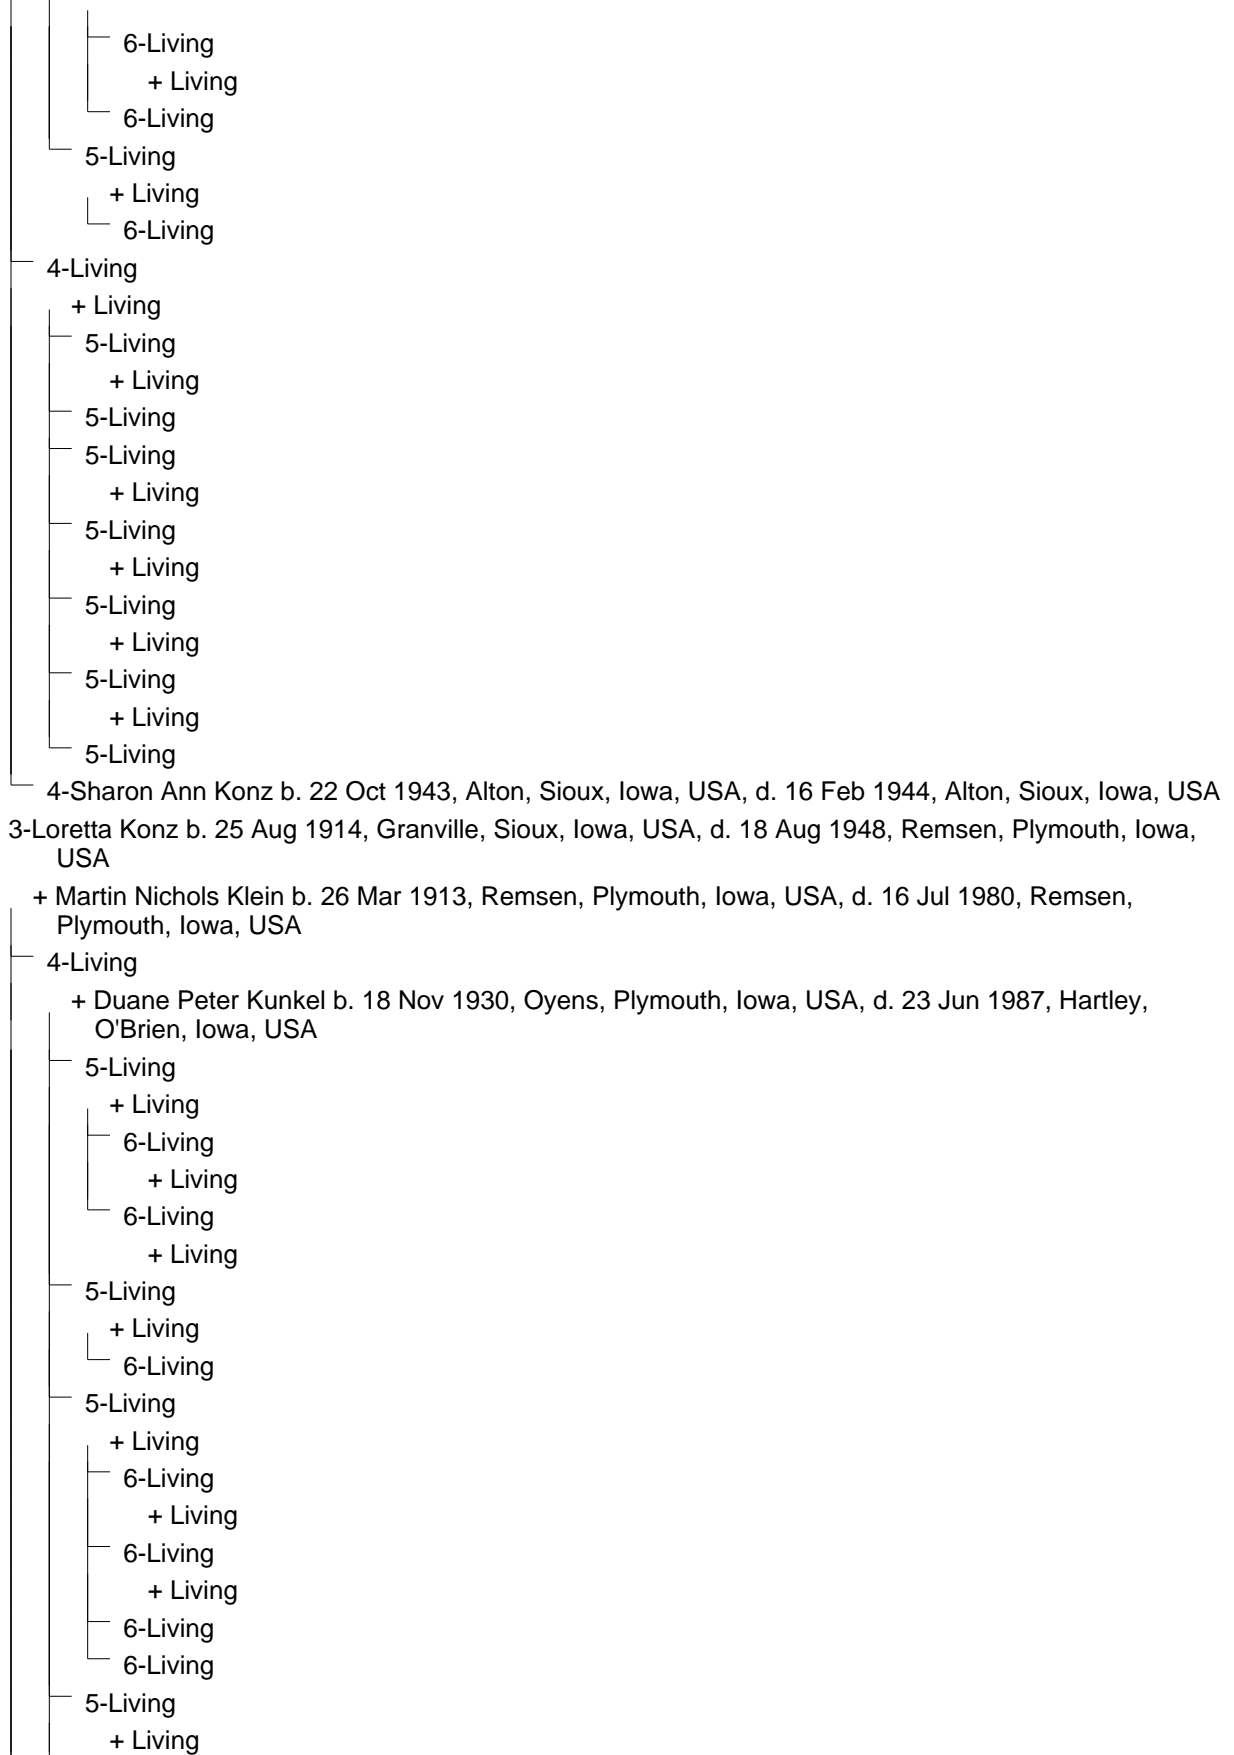 6-Living
+ Living
6-Living
5-Living
+ Living
6-Living
4-Living
+ Living
5-Living
+ Living
5-Living
5-Living
+ Living
5-Living
+ Living
5-Living
+ Living
5-Living
+ Living
5-Living
4-Sharon Ann Konz b. 22 Oct 1943, Alton, Sioux, Iowa, USA, d. 16 Feb 1944, Alton, Sioux, Iowa, USA
3-Loretta Konz b. 25 Aug 1914, Granville, Sioux, Iowa, USA, d. 18 Aug 1948, Remsen, Plymouth, Iowa,
USA
+ Martin Nichols Klein b. 26 Mar 1913, Remsen, Plymouth, Iowa, USA, d. 16 Jul 1980, Remsen,
Plymouth, Iowa, USA
4-Living
+ Duane Peter Kunkel b. 18 Nov 1930, Oyens, Plymouth, Iowa, USA, d. 23 Jun 1987, Hartley,
O'Brien, Iowa, USA
5-Living
+ Living
6-Living
+ Living
6-Living
+ Living
5-Living
+ Living
6-Living
5-Living
+ Living
6-Living
+ Living
6-Living
+ Living
6-Living
6-Living
5-Living
+ Living